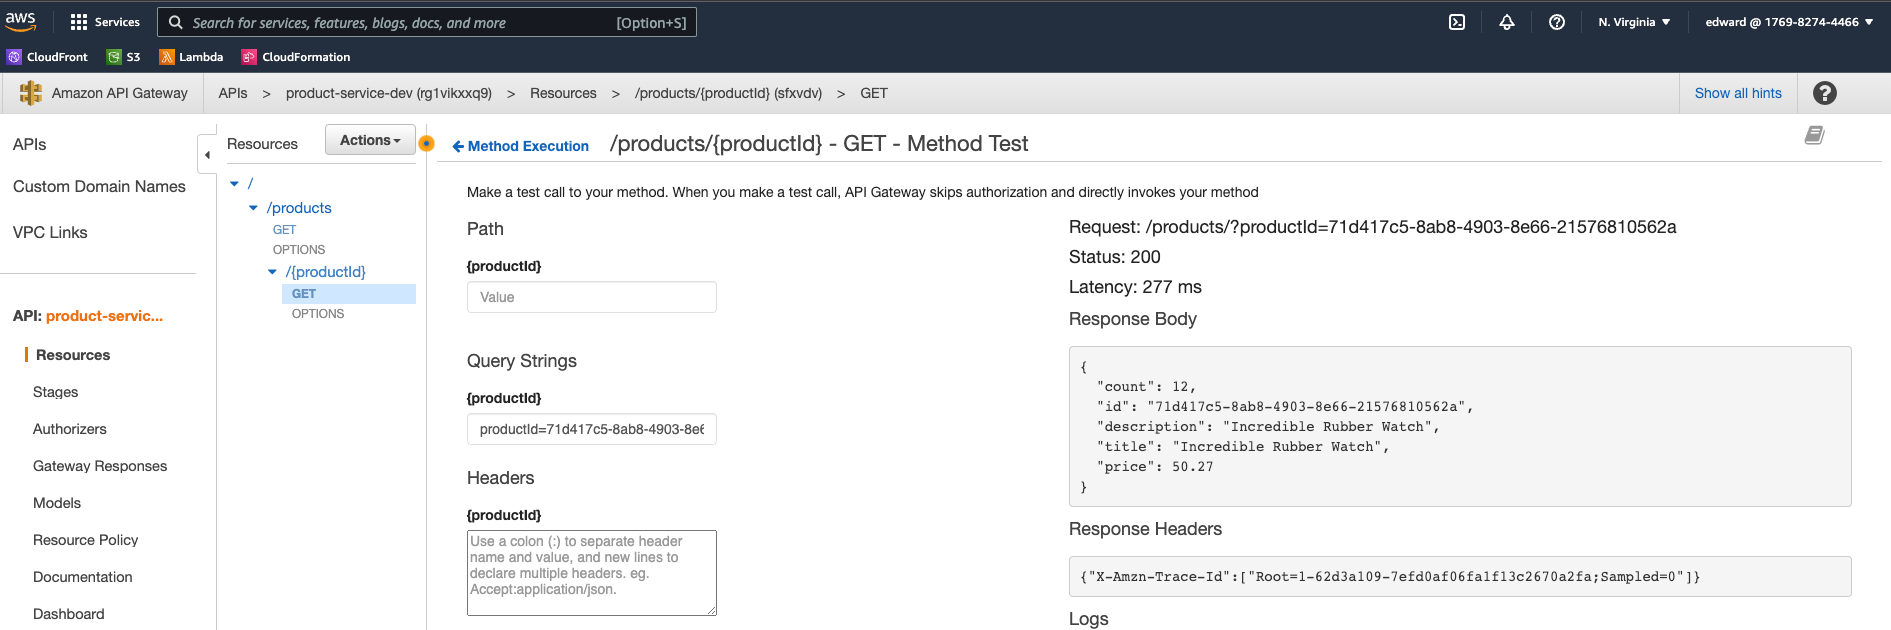 aws
Services
Search for services, features, blogs, docs, and more
[Option+S]
N. Virginia
edward @ 1769-8274-4466
CloudFront
S3
Lambda
CloudFormation
Amazon API Gateway
APIs > product-service-dev (rg1vikxxq9) > Resources > /products/{productId} (sfxvdv) > GET
Show all hints
APIs
Custom Domain Names
VPC Links
API: product-servic...
Resources
Stages
Authorizers
Gateway Responses
Models
Resource Policy
Documentation
Dashboard
Resources
Actions
/
/products
GET
OPTIONS
/{productId}
GET
OPTIONS
Method Execution
/products/{productId} - GET - Method Test
Make a test call to your method. When you make a test call, API Gateway skips authorization and directly invokes your method
Path
{productId}
Value
Query Strings
{productId}
productId=71d417c5-8ab8-4903-8e6
Headers
{productId}
Use a colon (:) to separate header
name and value, and new lines to
declare multiple headers. eg.
Accept:application/json.
Request: /products/?productId=71d417c5-8ab8-4903-8e66-21576810562a
Status: 200
Latency: 277 ms
Response Body
{
"count": 12,
"id": "71d417c5-8ab8-4903-8e66-21576810562a",
"description": "Incredible Rubber Watch",
"title": "Incredible Rubber Watch",
"price": 50.27
}
Response Headers
{"X-Amzn-Trace-Id":["Root=1-62d3a109-7efd0af06fa1f13c2670a2fa;Sampled=0"]}
Logs